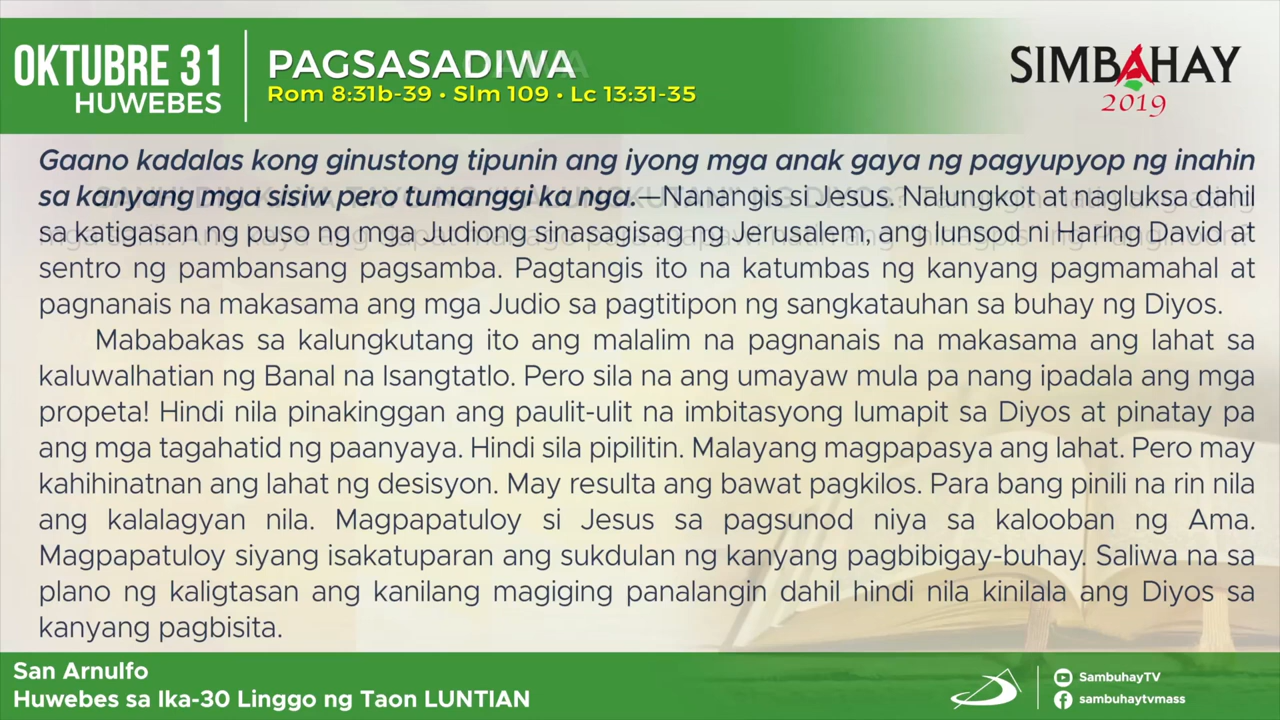 OKTUBRE 31
HUWEBES
PAGSASADIWA
Rom 8:31b-39 • Slm 109 • Lc 13:31-35
SIMBAHAY
2019
Gaano kadalas kong ginustong tipunin ang iyong mga anak gaya ng pagyupyop ng inahin
sa kanyang mga sisiw pero tumanggi ka nga.—Nanangis si Jesus. Nalungkot at nagluksa dahil
sa katigasan ng puso ng mga Judiong sinasagisag ng Jerusalem, ang lunsod ni Haring David at
sentro ng pambansang pagsamba. Pagtangis ito na katumbas ng kanyang pagmamahal at
pagnanais na makasama ang mga Judio sa pagtitipon ng sangkatauhan sa buhay ng Diyos.
Mababakas sa kalungkutang ito ang malalim na pagnanais na makasama ang lahat sa
kaluwalhatian ng Banal na Isangtatlo. Pero sila na ang umayaw mula pa nang ipadala ang mga
propeta! Hindi nila pinakinggan ang paulit-ulit na imbitasyong lumapit sa Diyos at pinatay pa
ang mga tagahatid ng paanyaya. Hindi sila pipilitin. Malayang magpapasya ang lahat. Pero may
kahihinatnan ang lahat ng desisyon. May resulta ang bawat pagkilos. Para bang pinili na rin nila
ang kalalagyan nila. Magpapatuloy si Jesus sa pagsunod niya sa kalooban ng Ama.
Magpapatuloy siyang isakatuparan ang sukdulan ng kanyang pagbibigay-buhay. Saliwa na sa
plano ng kaligtasan ang kanilang magiging panalangin dahil hindi nila kinilala ang Diyos sa
kanyang pagbisita.
San Arnulfo
Huwebes sa Ika-30 Linggo ng Taon LUNTIAN
SambuhayTV
sambuhaytvmass